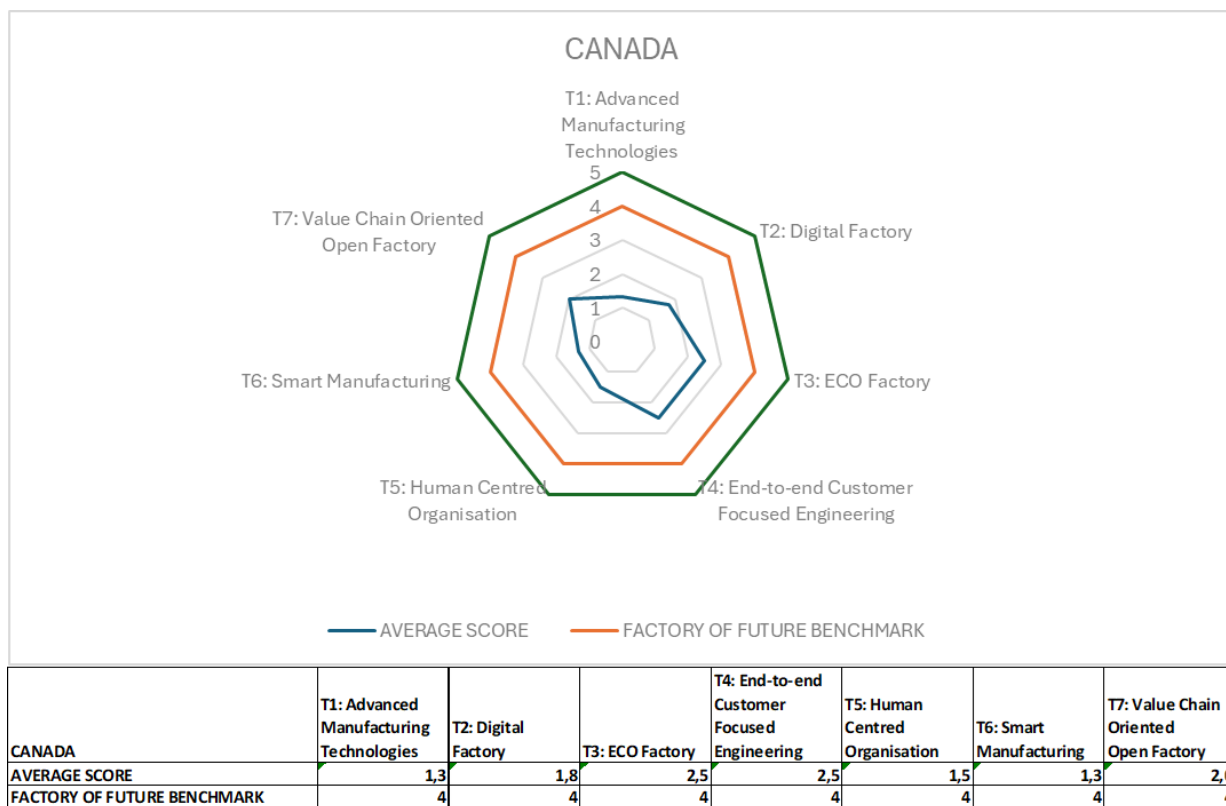 CANADA
T1: Advanced
Manufacturing
Technologies
5
4
3
2
1
0
T2: Digital Factory
T3: ECO Factory
T4: End-to-end Customer
Focused Engineering
T5: Human Centred
Organisation
T6: Smart Manufacturing
T7: Value Chain Oriented
Open Factory
AVERAGE SCORE FACTORY OF FUTURE BENCHMARK
CANADA
T1: Advanced
Manufacturing
Technologies
T2: Digital
Factory
T3: ECO Factory
T4: End-to-end
Customer
Focused
Engineering
T5: Human
Centred
Organisation
T6: Smart
Manufacturing
T7: Value Chain
Oriented
Open Factory
AVERAGE SCORE 1,3 1,8 2,5 2,5 1,5 1,3
FACTORY OF FUTURE BENCHMARK 4 4 4 4 4 4